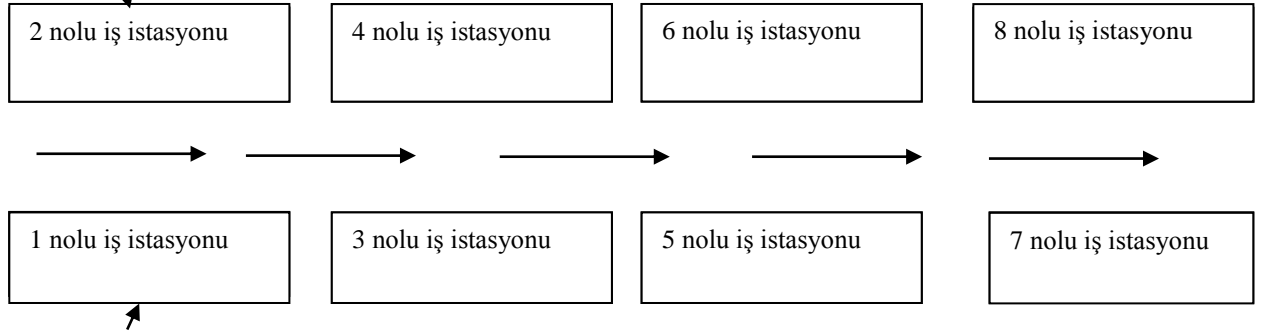 2 nolu iş istasyonu
4 nolu iş istasyonu
6 nolu iş istasyonu
8 nolu iş istasyonu
1 nolu iş istasyonu
3 nolu iş istasyonu
5 nolu iş istasyonu
7 nolu iş istasyonu